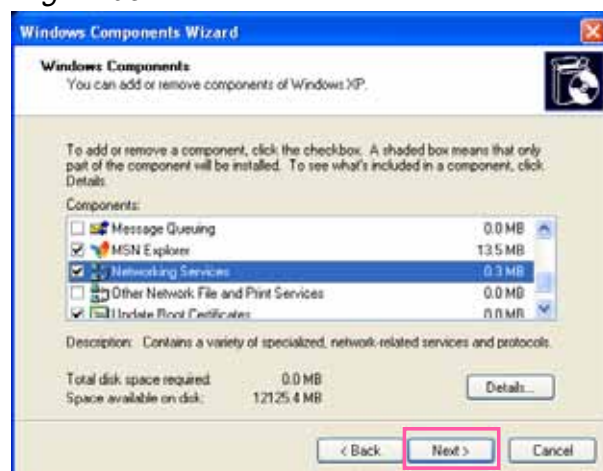 Windows Components Wizard
Windows Components
You can add or remove components of Windows XP.
To add or remove a component, click the checkbox. A shaded box means that only
part of the component will be installed. To see what's included in a component, click
Details.
Components:
Message Queuing 0.0 MB
MSN Explorer 13.5 MB
Networking Services 0.3 MB
Other Network File and Print Services 0.0 MB
Update Root Certificates 0.0 MB
Description: Contains a variety of specialized, network-related services and protocols.
Total disk space required: 0.0 MB
Space available on disk: 12125.4 MB
Details...
< Back Next > Cancel